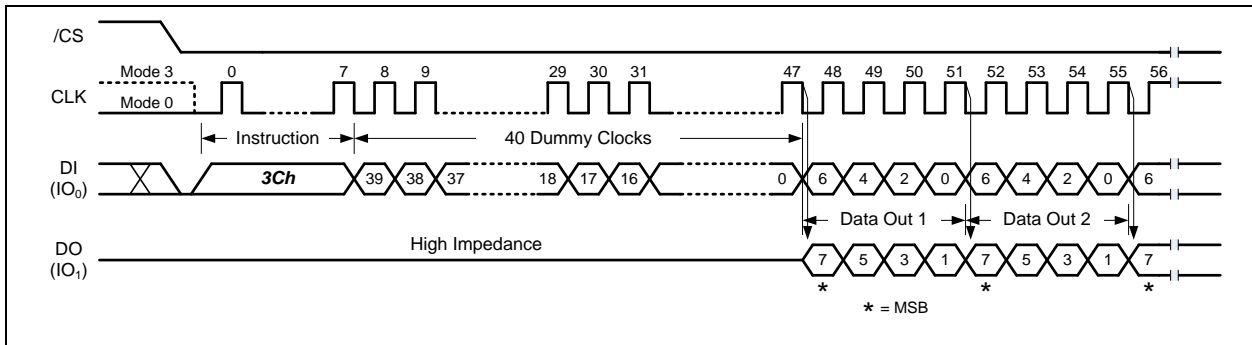 /CS
Mode 3 0 7 8 9 29 30 31 47 48 49 50 51 52 53 54 55 56
CLK
Mode 0
Instruction 40 Dummy Clocks
DI
(IO0) 3Ch 39 38 37 18 17 16 0 6 4 2 0 6 4 2 0 6
Data Out 1 Data Out 2
High Impedance
DO
(IO1) 7 5 3 1 7 5 3 1 7
* * *
* = MSB